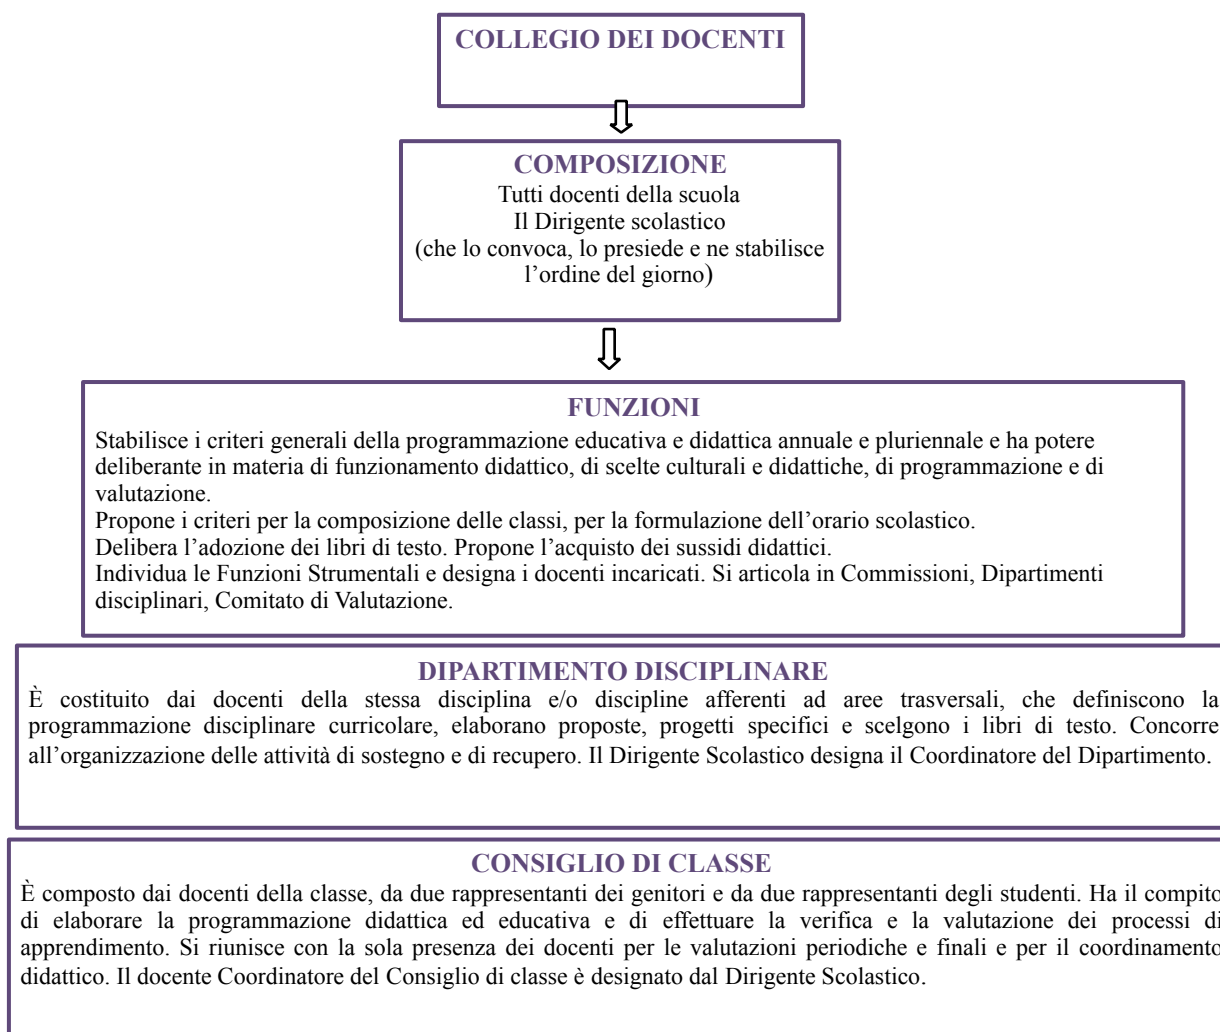 COLLEGIO DEI DOCENTI
COMPOSIZIONE
Tutti docenti della scuola
Il Dirigente scolastico
(che lo convoca, lo presiede e ne stabilisce
l’ordine del giorno)
FUNZIONI
Stabilisce i criteri generali della programmazione educativa e didattica annuale e pluriennale e ha potere
deliberante in materia di funzionamento didattico, di scelte culturali e didattiche, di programmazione e di
valutazione.
Propone i criteri per la composizione delle classi, per la formulazione dell’orario scolastico.
Delibera l’adozione dei libri di testo. Propone l’acquisto dei sussidi didattici.
Individua le Funzioni Strumentali e designa i docenti incaricati. Si articola in Commissioni, Dipartimenti
disciplinari, Comitato di Valutazione.
DIPARTIMENTO DISCIPLINARE
È costituito dai docenti della stessa disciplina e/o discipline afferenti ad aree trasversali, che definiscono la
programmazione disciplinare curricolare, elaborano proposte, progetti specifici e scelgono i libri di testo. Concorre
all’organizzazione delle attività di sostegno e di recupero. Il Dirigente Scolastico designa il Coordinatore del Dipartimento.
CONSIGLIO DI CLASSE
È composto dai docenti della classe, da due rappresentanti dei genitori e da due rappresentanti degli studenti. Ha il compito
di elaborare la programmazione didattica ed educativa e di effettuare la verifica e la valutazione dei processi di
apprendimento. Si riunisce con la sola presenza dei docenti per le valutazioni periodiche e finali e per il coordinamento
didattico. Il docente Coordinatore del Consiglio di classe è designato dal Dirigente Scolastico.